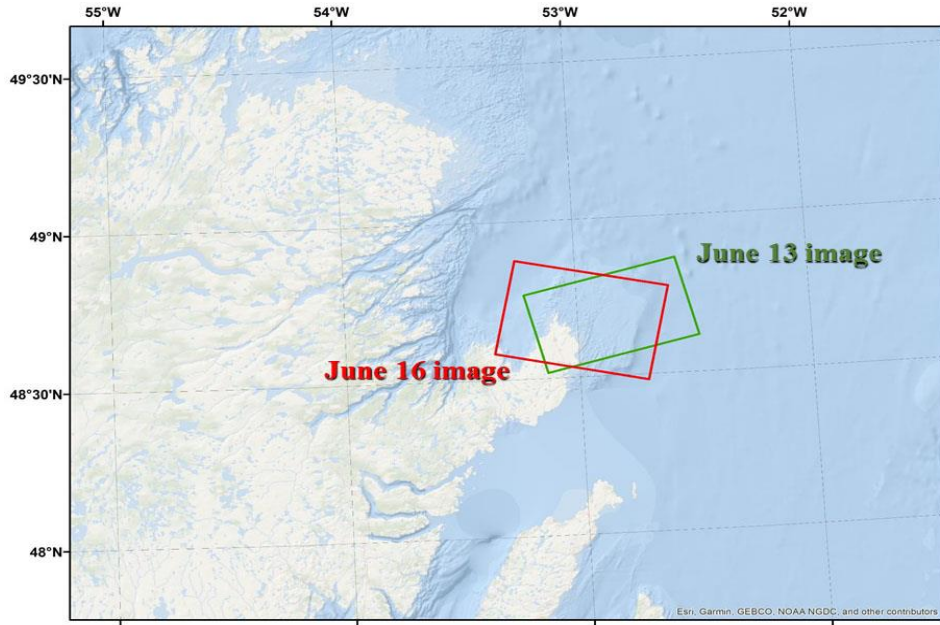 55°W 54°W 53°W 52°W
49°30'N
49°N
June 13 image
June 16 image
48°30'N
48°N
Esri, Garmin, GEBCO, NOAA NGDC, and other contributors